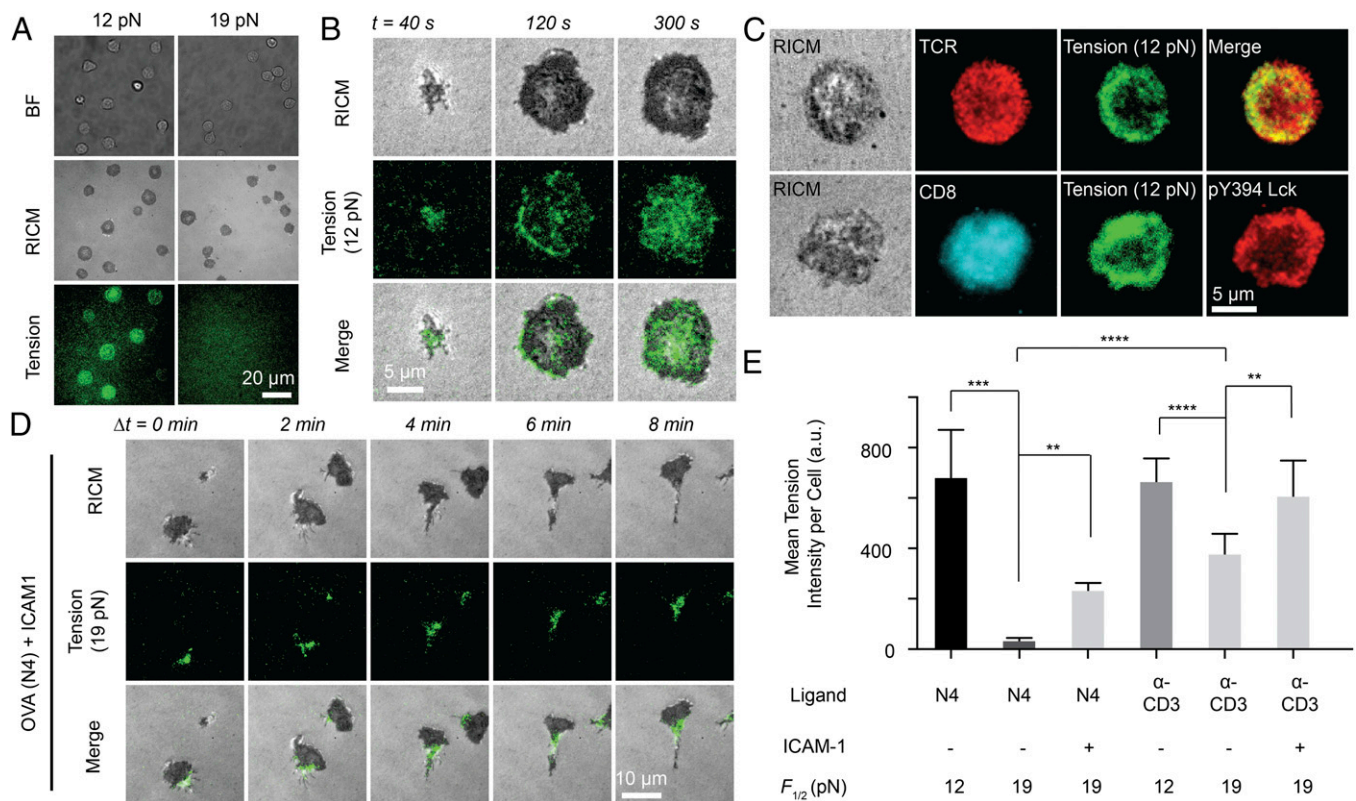 A
12 pN
19 pN
BF
RICM
Tension
20 µm
B
t = 40 s
120 s
300 s
RICM
Tension
(12 pN)
Merge
5 µm
C
RICM
TCR
Tension (12 pN)
Merge
RICM
CD8
Tension (12 pN)
pY394 Lck
5 µm
D
Δt = 0 min
2 min
4 min
6 min
8 min
OVA (N4) + ICAM1
RICM
Tension
(19 pN)
Merge
10 µm
E
****
***
**
****
**
Mean Tension
Intensity per Cell (a.u.)
800
400
0
Ligand
N4
N4
N4
α-
CD3
α-
CD3
α-
CD3
ICAM-1
-
-
+
-
-
+
F1/2 (pN)
12
19
19
12
19
19